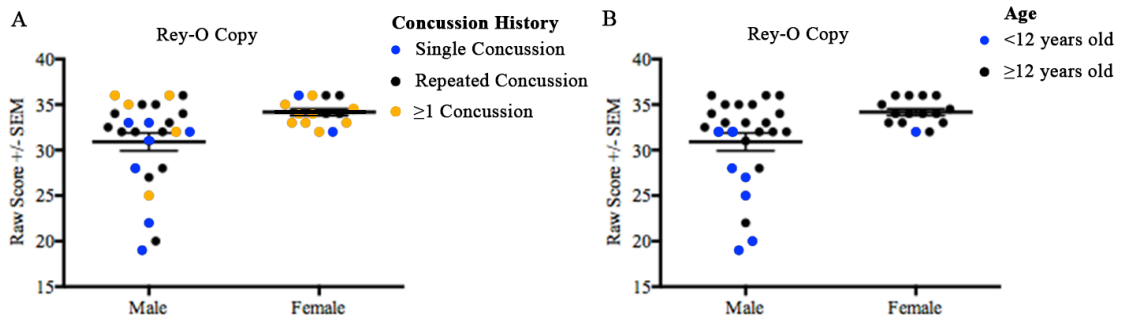 A
Rey-O Copy
Concussion History
Single Concussion
Repeated Concussion
≥1 Concussion
Raw Score +/- SEM
40
35
30
25
20
15
Male
Female
B
Rey-O Copy
Age
<12 years old
≥12 years old
Raw Score +/- SEM
40
35
30
25
20
15
Male
Female